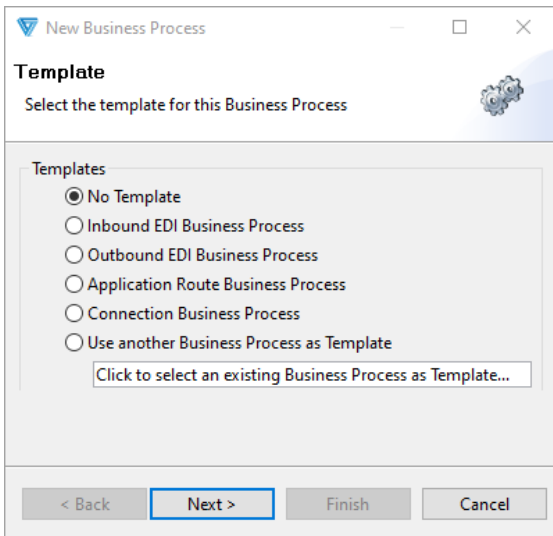 New Business Process
Template
Select the template for this Business Process
Templates
No Template
Inbound EDI Business Process
Outbound EDI Business Process
Application Route Business Process
Connection Business Process
Use another Business Process as Template
Click to select an existing Business Process as Template...
< Back Next > Finish Cancel